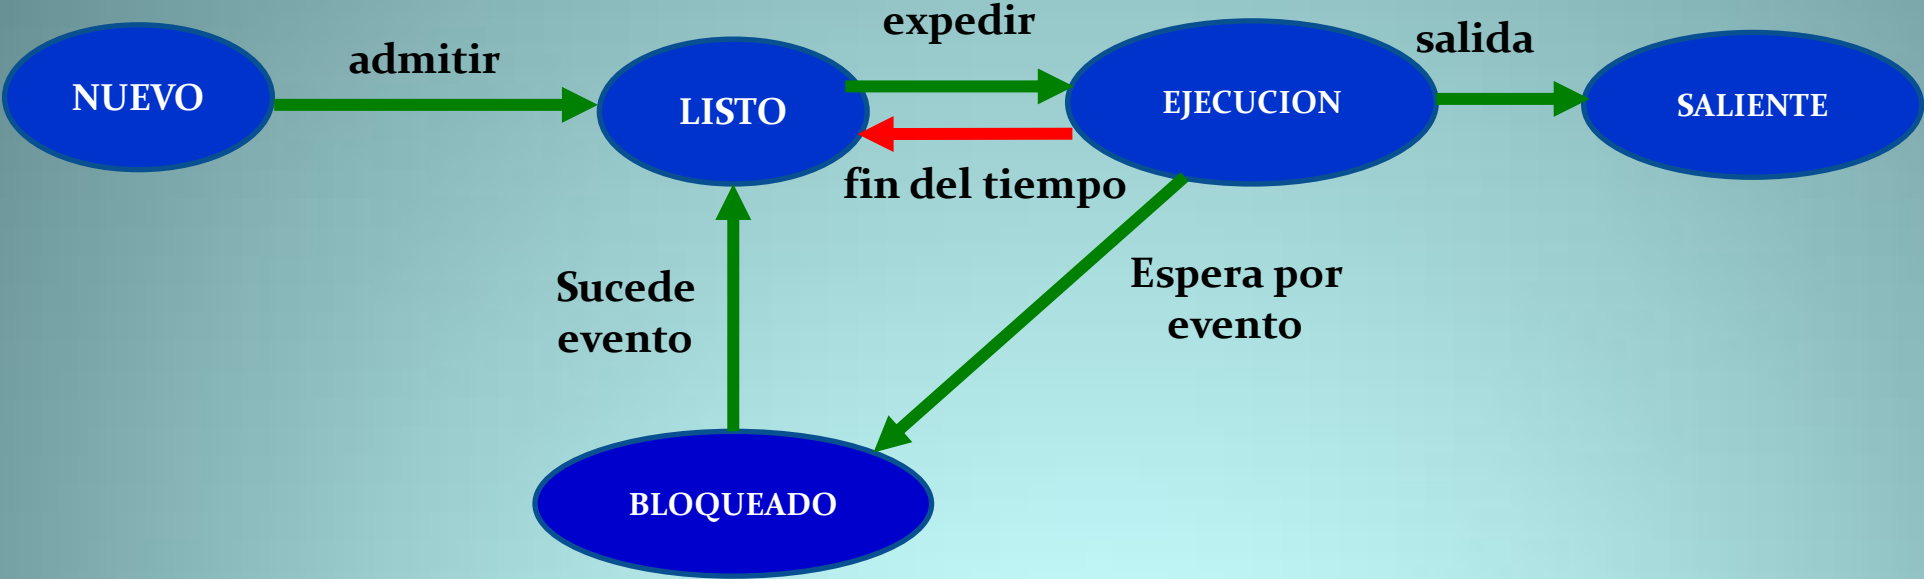 expedir
salida
admitir
NUEVO
LISTO
EJECUCION
SALIENTE
fin del tiempo
Sucede
evento
Espera por
evento
BLOQUEADO